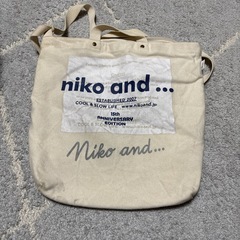 niko and ...
ESTABLISHED 2007
COOL & SLOW LIFE www.nikoand.jp
15th
ANNIVERSARY
EDITION
Niko and...